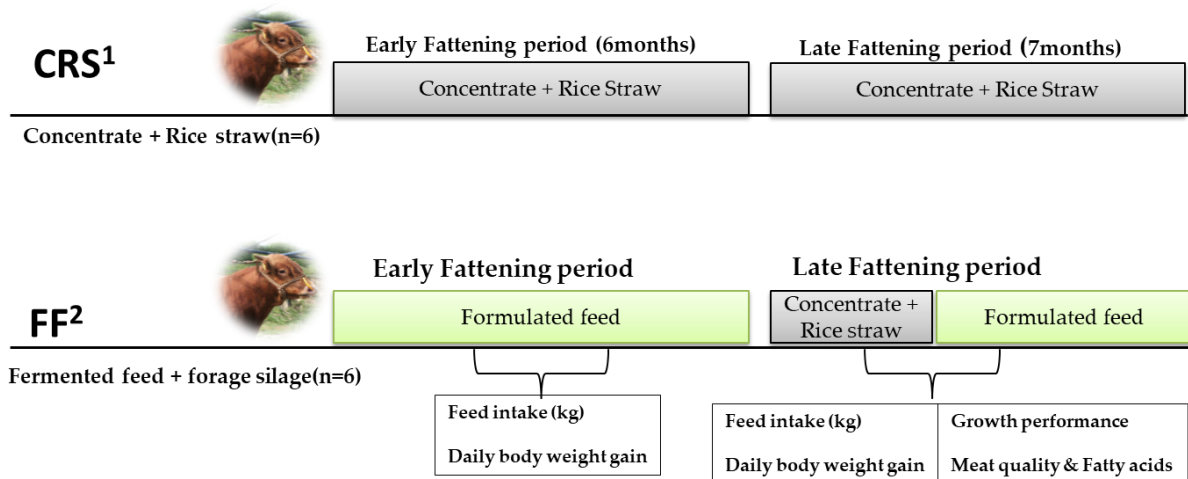 CRS¹
Early Fattening period (6months)
Late Fattening period (7months)
Concentrate + Rice Straw
Concentrate + Rice Straw
Concentrate + Rice straw(n=6)
FF²
Early Fattening period
Late Fattening period
Formulated feed
Concentrate +
Rice straw
Formulated feed
Fermented feed + forage silage(n=6)
Feed intake (kg)
Daily body weight gain
Feed intake (kg)
Daily body weight gain
Growth performance
Meat quality & Fatty acids